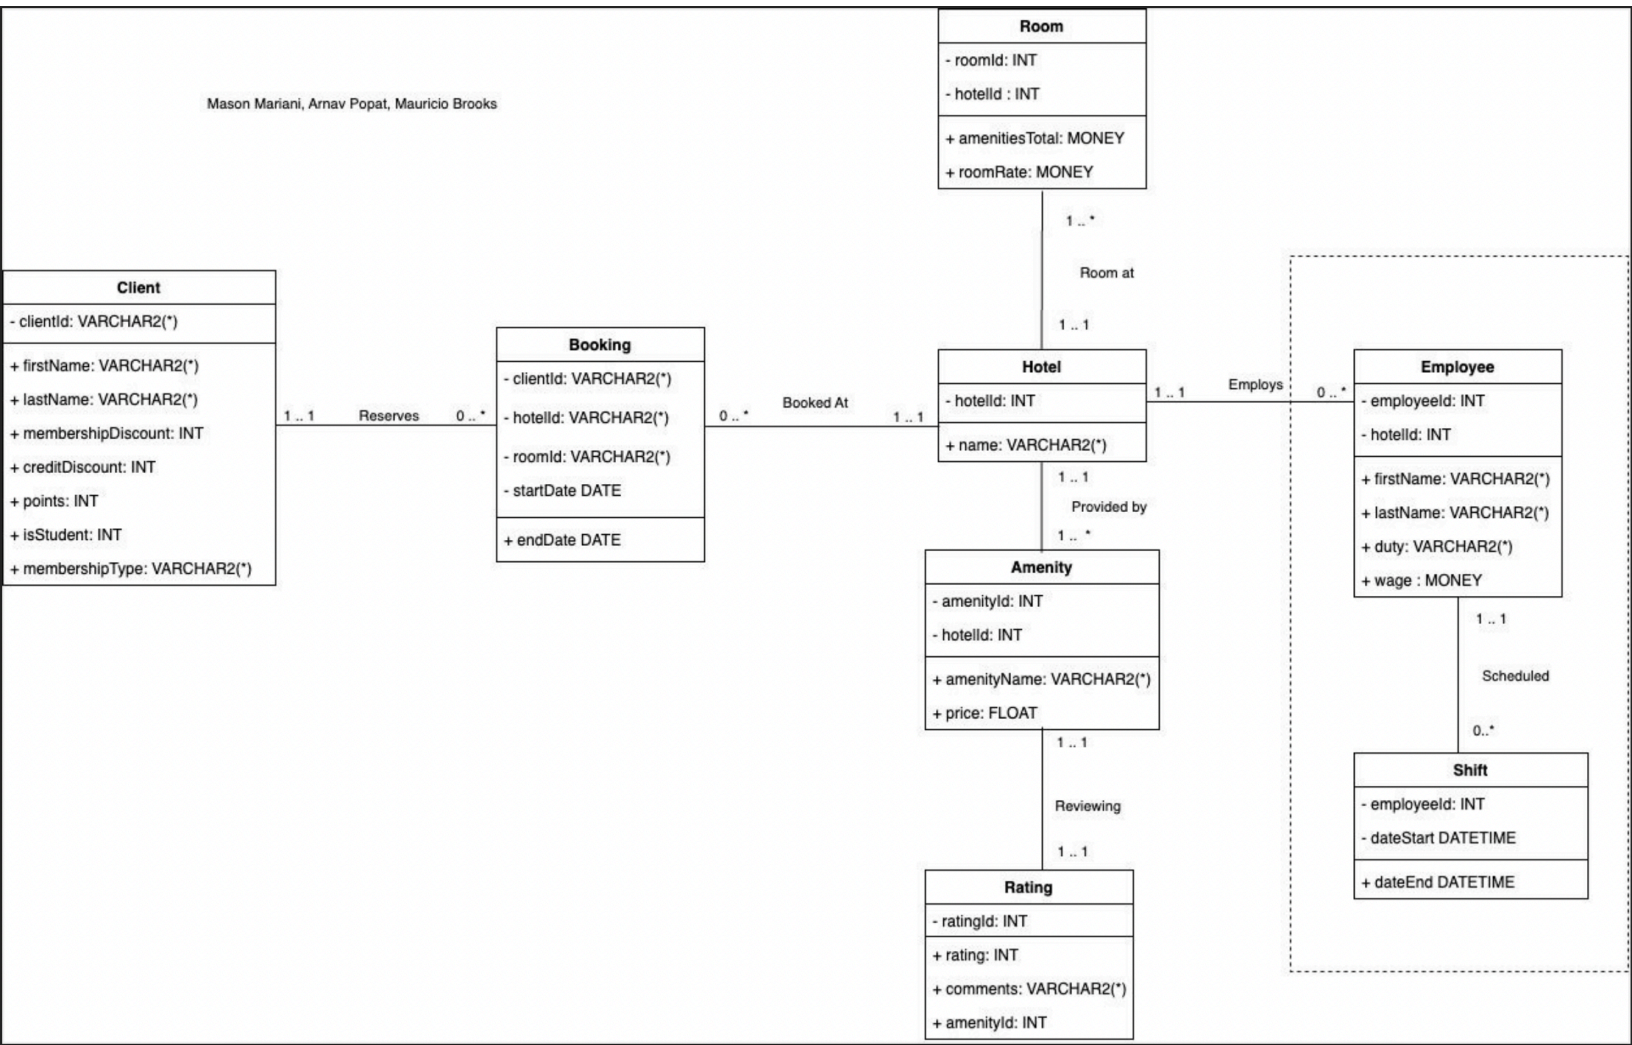 Room
- roomId: INT
- hotelId : INT
+ amenitiesTotal: MONEY
+ roomRate: MONEY
Mason Mariani, Arnav Popat, Mauricio Brooks
1 .. *
Room at
1 .. 1
Client
- clientId: VARCHAR2(*)
+ firstName: VARCHAR2(*)
+ lastName: VARCHAR2(*)
+ membershipDiscount: INT
+ creditDiscount: INT
+ points: INT
+ isStudent: INT
+ membershipType: VARCHAR2(*)
1 .. 1
Reserves
0 .. *
Booking
- clientId: VARCHAR2(*)
- hotelId: VARCHAR2(*)
- roomId: VARCHAR2(*)
- startDate DATE
+ endDate DATE
0 .. *
Booked At
1 .. 1
Hotel
- hotelId: INT
+ name: VARCHAR2(*)
1 .. 1
Employs
0 .. *
Employee
- employeeId: INT
- hotelId: INT
+ firstName: VARCHAR2(*)
+ lastName: VARCHAR2(*)
+ duty: VARCHAR2(*)
+ wage : MONEY
1 .. 1
Provided by
1 .. *
Amenity
- amenityId: INT
- hotelId: INT
+ amenityName: VARCHAR2(*)
+ price: FLOAT
1 .. 1
Reviewing
1 .. 1
Rating
- ratingId: INT
+ rating: INT
+ comments: VARCHAR2(*)
+ amenityId: INT
1 .. 1
Scheduled
0..*
Shift
- employeeId: INT
- dateStart DATETIME
+ dateEnd DATETIME